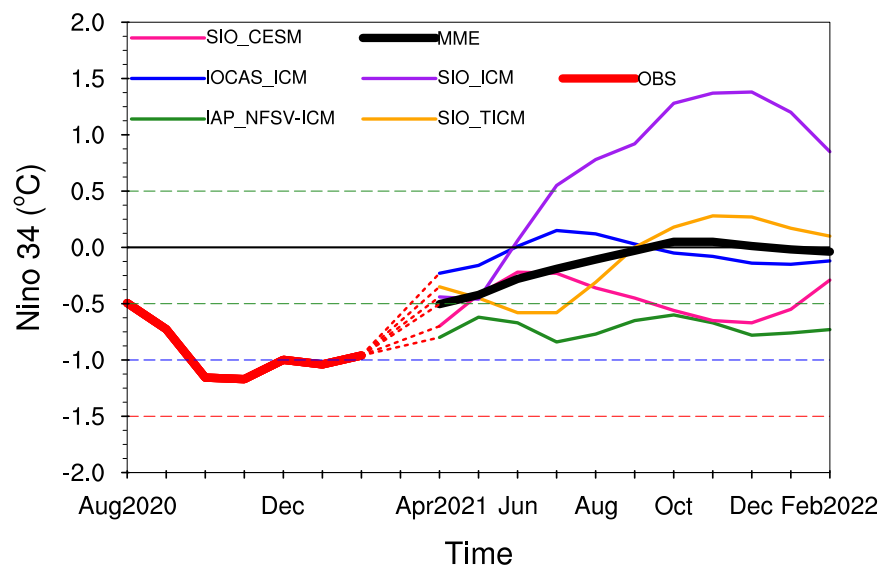 2.0
SIO_CESM
MME
1.5
IOCAS_ICM
SIO_ICM
OBS
IAP_NFSV-ICM
SIO_TICM
1.0
0.5
0.0
-0.5
-1.0
-1.5
-2.0
Nino 34 (°C)
Aug2020 Dec Apr2021 Jun Aug Oct Dec Feb2022
Time